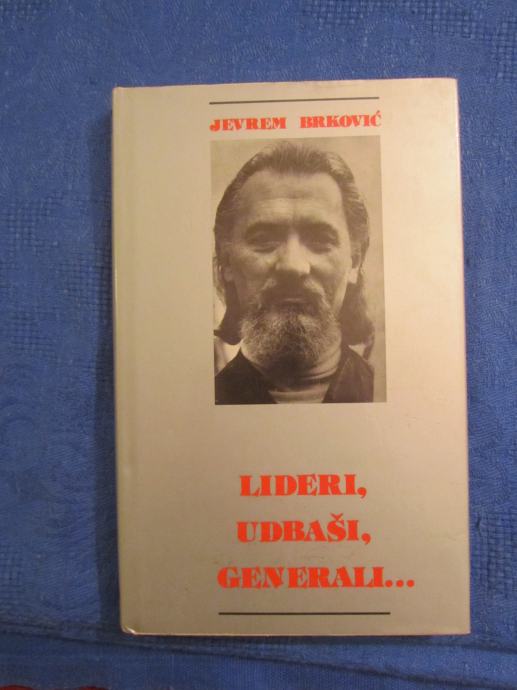 JEVREM BRKOVIĆ
LIDERI,
UDBAŠI,
GENERALI...